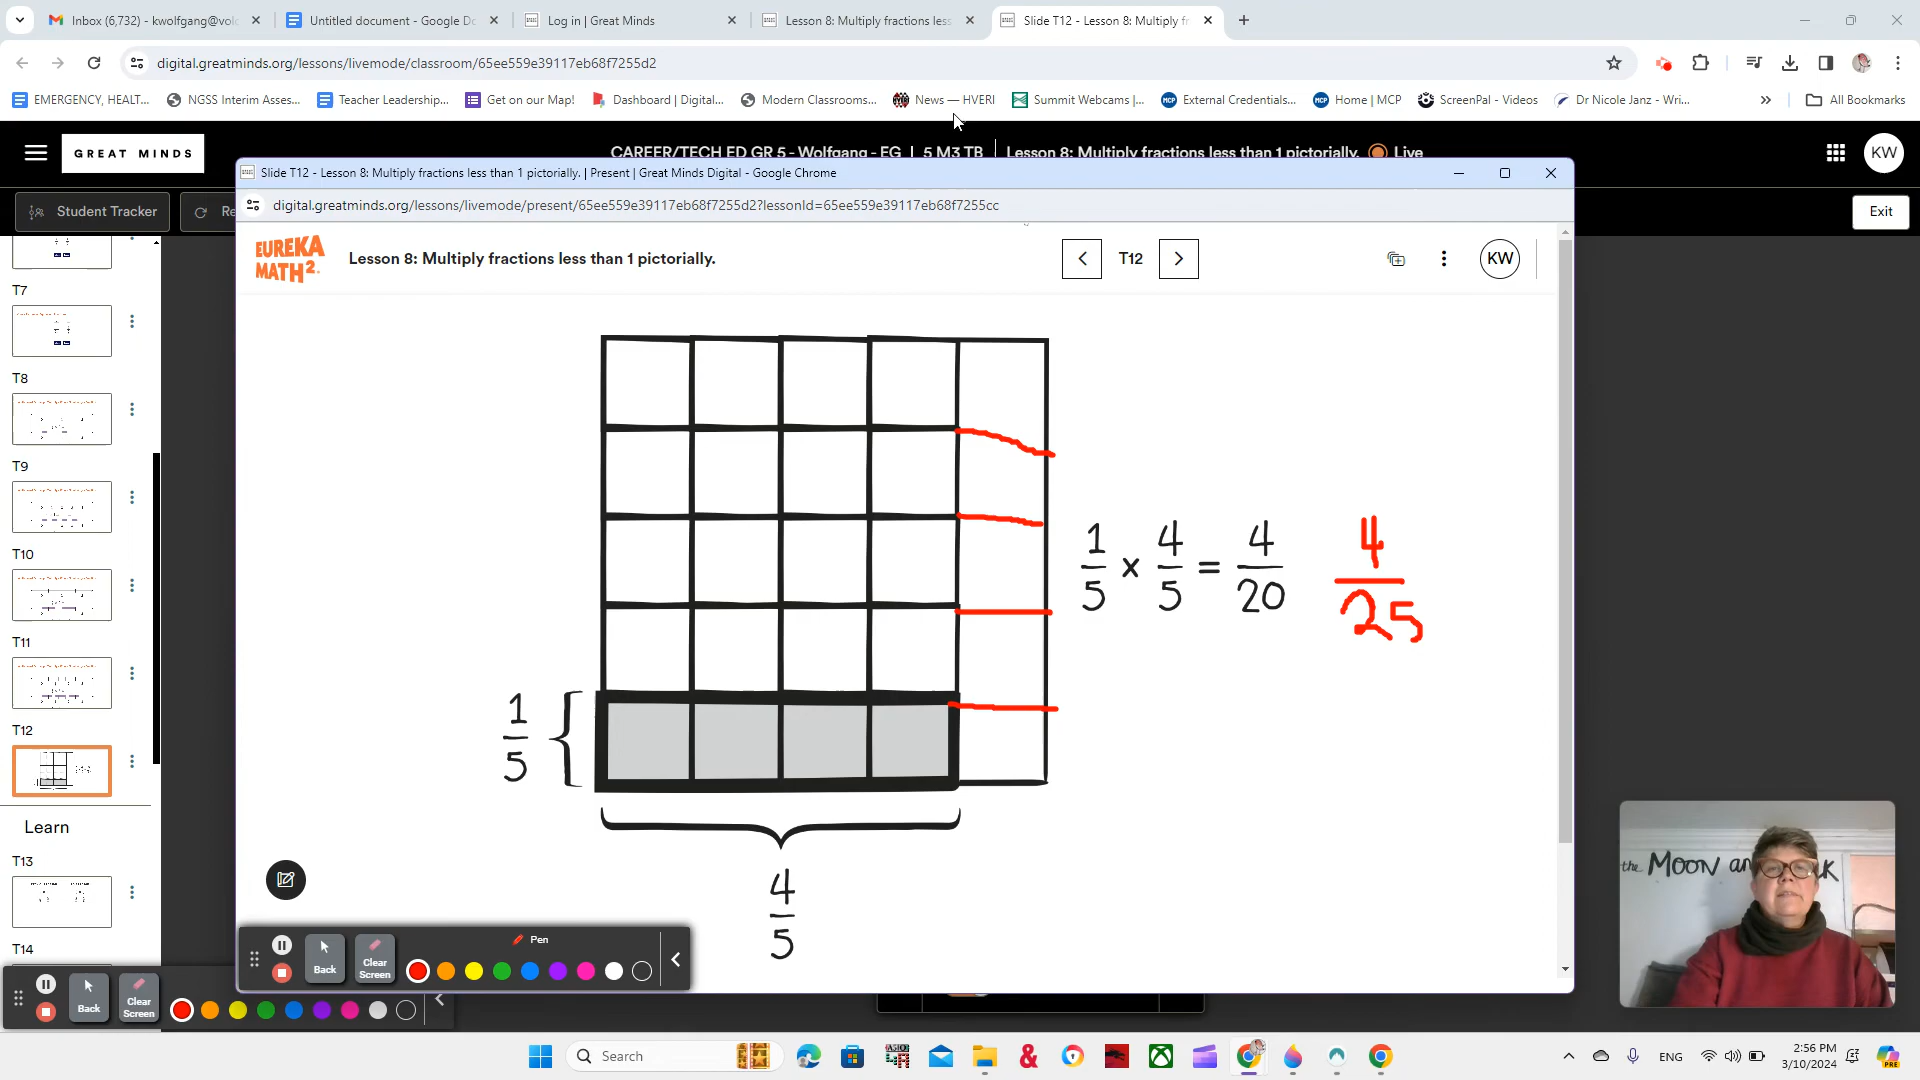 Inbox (6,732) - kwolfgang@volc
Untitled document - Google Do
Log in | Great Minds
Lesson 8: Multiply fractions less
Slide T12 - Lesson 8: Multiply fr
digital.greatminds.org/lessons/livemode/classroom/65ee559e39117eb68f7255d2
EMERGENCY, HEALT...
NGSS Interim Asses...
Teacher Leadership...
Get on our Map!
Dashboard | Digital...
Modern Classrooms...
News — HVERI
Summit Webcams |...
External Credentials...
Home | MCP
ScreenPal - Videos
Dr Nicole Janz - Wri...
All Bookmarks
GREAT MINDS
CAREER/TECH ED GR 5 - Wolfgang - EG | 5 M3 TB
Lesson 8: Multiply fractions less than 1 pictorially.
Live
KW
Slide T12 - Lesson 8: Multiply fractions less than 1 pictorially. | Present | Great Minds Digital - Google Chrome
Student Tracker
Re
digital.greatminds.org/lessons/livemode/present/65ee559e39117eb68f7255d2?lessonId=65ee559e39117eb68f7255cc
Exit
EUREKA
MATH².
Lesson 8: Multiply fractions less than 1 pictorially.
T12
KW
T7
T8
T9
T10
T11
T12
Learn
T13
T14
1/5 × 4/5 = 4/20
4/25
1/5
4/5
the MOON an
K
Pen
Back
Clear Screen
Back
Clear Screen
Search
ENG
2:56 PM
3/10/2024